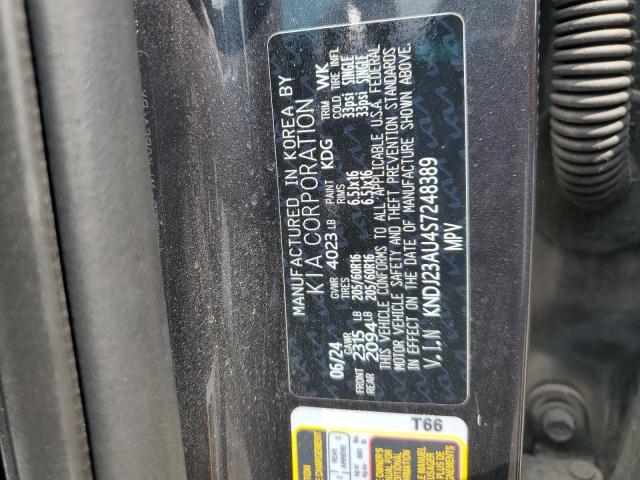 MANUFACTURED IN KOREA BY
KIA CORPORATION
06/24 GVWR 4023 LB PAINT KDG TRIM WK
GAWR TIRES RIMS COLD TIRE INFL
FRONT 2315 LB 205/60R16 6.5Jx16 33psi SINGLE
REAR 2094 LB 205/60R16 6.5Jx16 33psi SINGLE
THIS VEHICLE CONFORMS TO ALL APPLICABLE U.S.A. FEDERAL
MOTOR VEHICLE SAFETY AND THEFT PREVENTION STANDARDS
IN EFFECT ON THE DATE OF MANUFACTURE SHOWN ABOVE.
V.I.N KNDJ23AU4S7248389
MPV
T66
REAR 3
ARRIERE